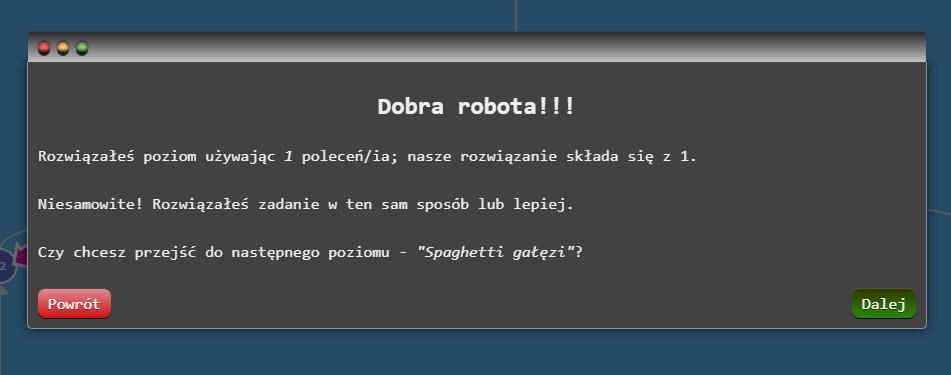 Dobra robota!!!
Rozwiązałeś poziom używając 1 poleceń/ia; nasze rozwiązanie składa się z 1.
Niesamowite! Rozwiązałeś zadanie w ten sam sposób lub lepiej.
Czy chcesz przejść do następnego poziomu - "Spaghetti gałęzi"?
2
Powrót
Dalej